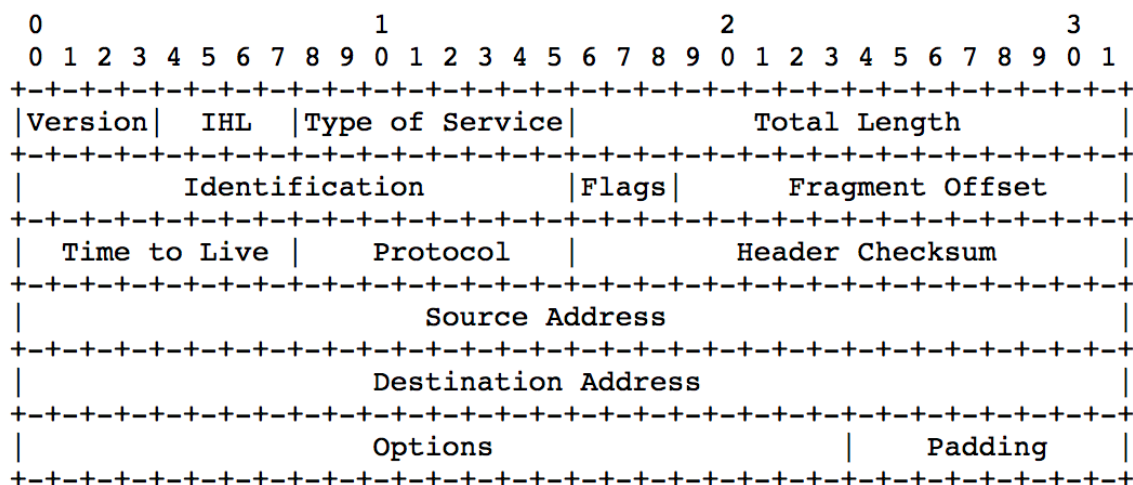 0                   1                   2                   3
0 1 2 3 4 5 6 7 8 9 0 1 2 3 4 5 6 7 8 9 0 1 2 3 4 5 6 7 8 9 0 1
+-+-+-+-+-+-+-+-+-+-+-+-+-+-+-+-+-+-+-+-+-+-+-+-+-+-+-+-+-+-+-+-+
|Version|  IHL  |Type of Service|          Total Length         |
+-+-+-+-+-+-+-+-+-+-+-+-+-+-+-+-+-+-+-+-+-+-+-+-+-+-+-+-+-+-+-+-+
|         Identification        |Flags|      Fragment Offset    |
+-+-+-+-+-+-+-+-+-+-+-+-+-+-+-+-+-+-+-+-+-+-+-+-+-+-+-+-+-+-+-+-+
|  Time to Live |    Protocol   |         Header Checksum       |
+-+-+-+-+-+-+-+-+-+-+-+-+-+-+-+-+-+-+-+-+-+-+-+-+-+-+-+-+-+-+-+-+
|                       Source Address                          |
+-+-+-+-+-+-+-+-+-+-+-+-+-+-+-+-+-+-+-+-+-+-+-+-+-+-+-+-+-+-+-+-+
|                    Destination Address                        |
+-+-+-+-+-+-+-+-+-+-+-+-+-+-+-+-+-+-+-+-+-+-+-+-+-+-+-+-+-+-+-+-+
|                    Options                    |    Padding    |
+-+-+-+-+-+-+-+-+-+-+-+-+-+-+-+-+-+-+-+-+-+-+-+-+-+-+-+-+-+-+-+-+